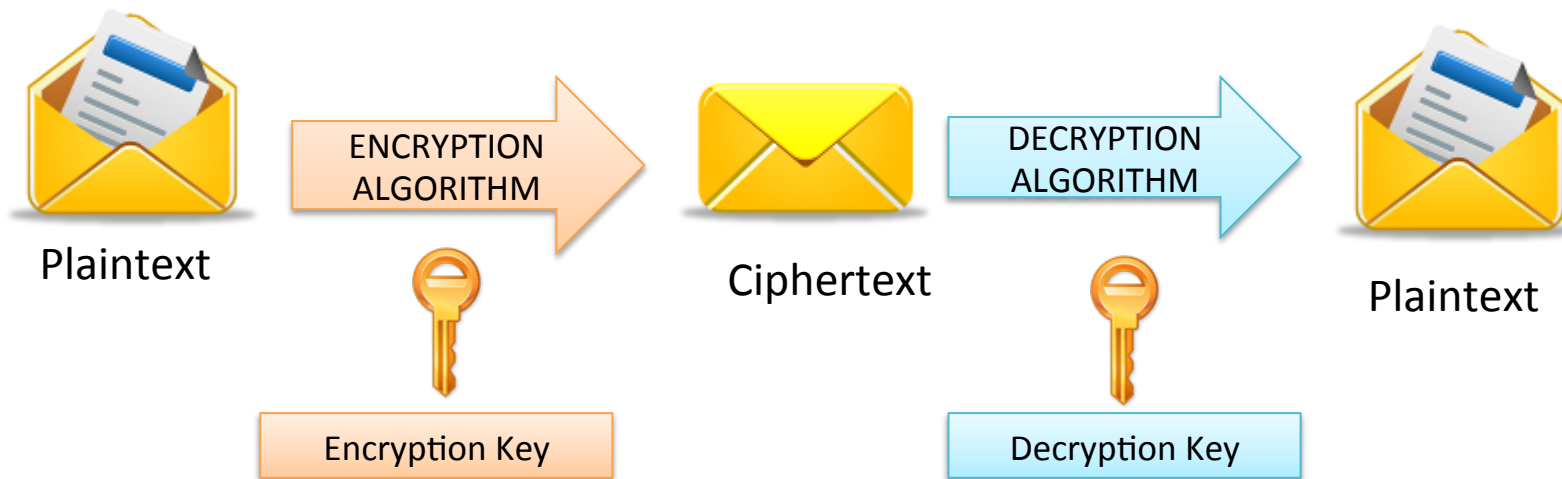 ENCRYPTION
ALGORITHM
DECRYPTION
ALGORITHM
Plaintext
Ciphertext
Plaintext
Encryption Key
Decryption Key